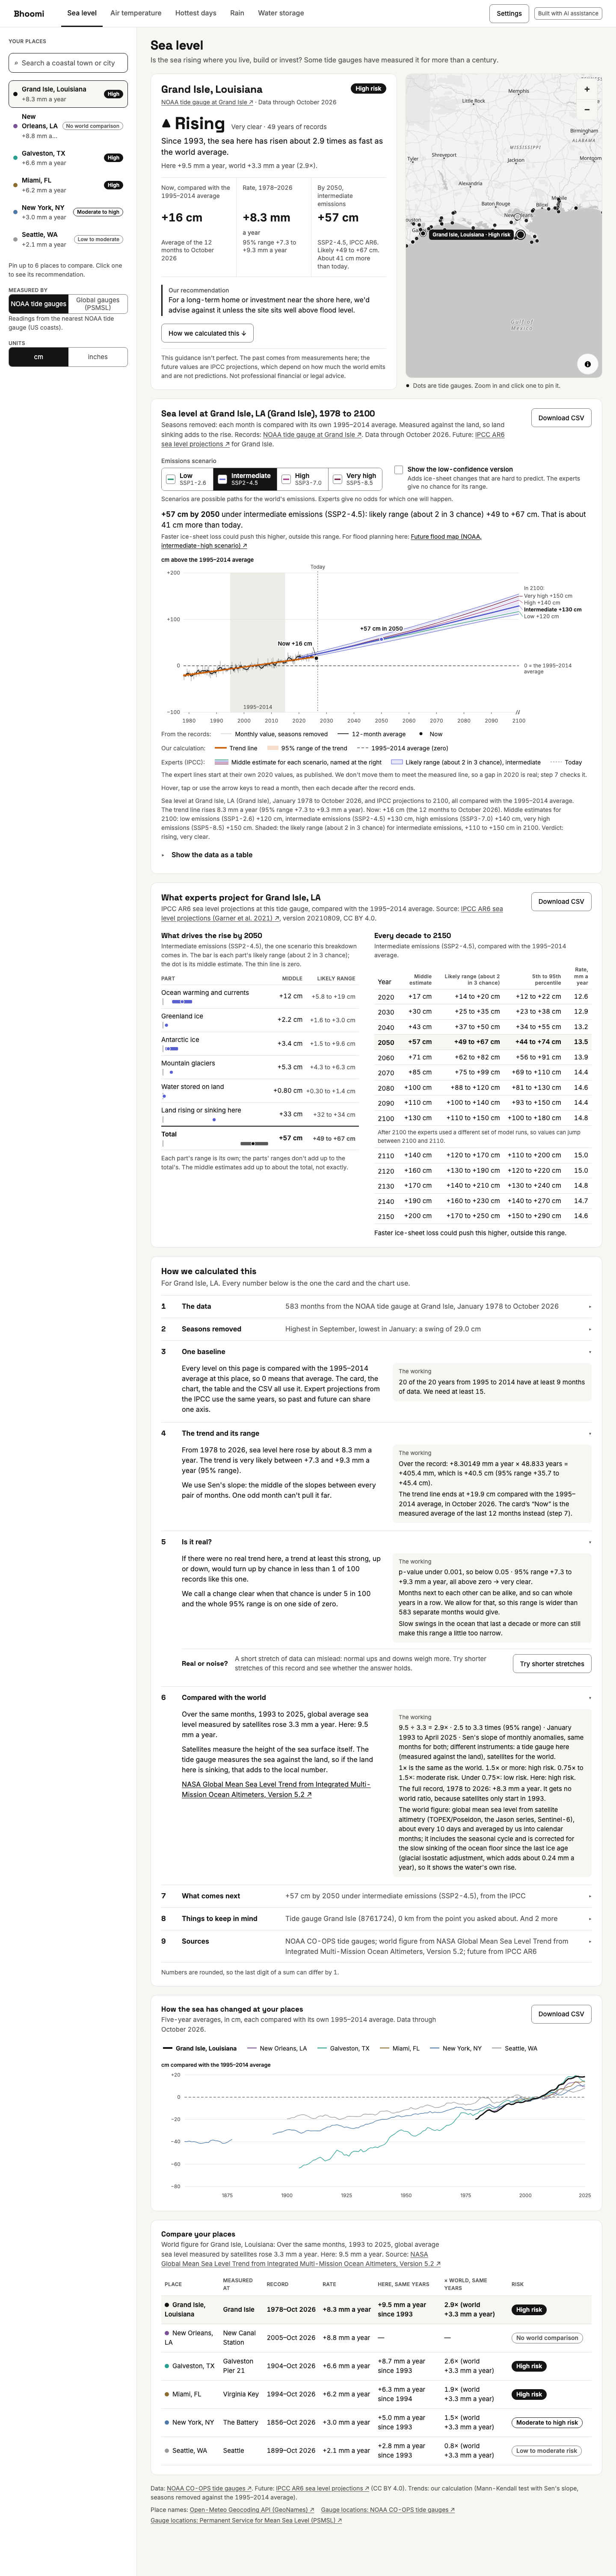 Bhoomi
Sea level
Air temperature
Hottest days
Rain
Water storage
Settings
Built with AI assistance
YOUR PLACES
Search a coastal town or city
Grand Isle, Louisiana
+8.3 mm a year
High
New Orleans, LA
+8.8 mm a…
No world comparison
Galveston, TX
+6.6 mm a year
High
Miami, FL
+6.2 mm a year
High
New York, NY
+3.0 mm a year
Moderate to high
Seattle, WA
+2.1 mm a year
Low to moderate
Pin up to 6 places to compare. Click one
to see its recommendation.
MEASURED BY
NOAA tide gauges
Global gauges
(PSMSL)
Readings from the nearest NOAA tide
gauge (US coasts).
UNITS
cm
inches
Sea level
Is the sea rising where you live, build or invest? Some tide gauges have measured it for more than a century.
Grand Isle, Louisiana
High risk
NOAA tide gauge at Grand Isle ↗ · Data through October 2026
▲ Rising Very clear · 49 years of records
Since 1993, the sea here has risen about 2.9 times as fast as
the world average.
Here +9.5 mm a year, world +3.3 mm a year (2.9×).
Now, compared with the
1995–2014 average
+16 cm
Average of the 12
months to October
2026
Rate, 1978–2026
+8.3 mm
a year
95% range +7.3 to
+9.3 mm a year
By 2050,
intermediate
emissions
+57 cm
SSP2-4.5, IPCC AR6.
Likely +49 to +67 cm.
About 41 cm more
than today.
Our recommendation
For a long-term home or investment near the shore here, we'd
advise against it unless the site sits well above flood level.
How we calculated this ↓
This guidance isn't perfect. The past comes from measurements here; the
future values are IPCC projections, which depend on how much the world emits
and are not predictions. Not professional or financial or legal advice.
Memphis
Little Rock
Birmingham
ALABAMA
MISSISSIPPI
Tyler
Shreveport
Jackson
Montgom
Alexandria
Baton Rouge
Biloxi
Mobile
New Orleans
ouston
Grand Isle, Louisiana · High risk
Gulf of
Mexico
Dots are tide gauges. Zoom in and click one to pin it.
Sea level at Grand Isle, LA (Grand Isle), 1978 to 2100
Download CSV
Seasons removed: each month is compared with its own 1995–2014 average. Measured against the land, so land
sinking adds to the rise. Records: NOAA tide gauge at Grand Isle ↗. Data through October 2026. Future: IPCC AR6
sea level projections ↗ for Grand Isle.
Emissions scenario
Low
SSP1-2.6
Intermediate
SSP2-4.5
High
SSP3-7.0
Very high
SSP5-8.5
Show the low-confidence version
Adds ice-sheet changes that are hard to predict. The experts
give no chance for its range.
Scenarios are possible paths for the world's emissions. Experts give no odds for which one will happen.
+57 cm by 2050 under intermediate emissions (SSP2-4.5): likely range (about 2 in 3 chance) +49 to +67 cm. That is about
41 cm more than today.
Faster ice-sheet loss could push this higher, outside this range. For flood planning here: Future flood map (NOAA,
intermediate-high scenario) ↗
cm above the 1995–2014 average
Today
+200
+100
0
−100
In 2100:
Very high +150 cm
High +140 cm
Intermediate +130 cm
Low +120 cm
+57 cm in 2050
Now +16 cm
0 = the 1995–2014
average
1995–2014
1980 1990 2000 2010 2020 2030 2040 2050 2060 2070 2080 2090 2100
From the records: Monthly value, seasons removed 12-month average Now
Our calculation: Trend line 95% range of the trend 1995–2014 average (zero)
Experts (IPCC): Middle estimate for each scenario, named at the right Likely range (about 2 in 3 chance), intermediate Today
The expert lines start at their own 2020 values, as published. We don't move them to meet the measured line, so a gap in 2020 is real; step 7 checks it.
Hover, tap or use the arrow keys to read a month, then each decade after the record ends.
Sea level at Grand Isle, LA (Grand Isle), January 1978 to October 2026, and IPCC projections to 2100, all compared with the 1995–2014 average.
The trend line rises 8.3 mm a year (95% range +7.3 to +9.3 mm a year). Now: +16 cm (the 12 months to October 2026). Middle estimates for
2100: low emissions (SSP1-2.6) +120 cm, intermediate (SSP2-4.5) +130 cm, high emissions (SSP3-7.0) +140 cm, very high
emissions (SSP5-8.5) +150 cm. Shaded: the likely range (about 2 in 3 chance) for intermediate emissions, +110 to +150 cm in 2100. Verdict:
rising, very clear.
Show the data as a table
What experts project for Grand Isle, LA
Download CSV
IPCC AR6 sea level projections at this tide gauge, compared with the 1995–2014 average. Source: IPCC AR6 sea
level projections (Garner et al. 2021) ↗, version 20210809, CC BY 4.0.
What drives the rise by 2050
Intermediate emissions (SSP2-4.5), the one scenario this breakdown
comes in. The bar is each part's likely range (about 2 in 3 chance);
the dot is its middle estimate. The thin line is zero.
PART MIDDLE LIKELY RANGE
Ocean warming and currents +12 cm +5.8 to +19 cm
Greenland ice +2.2 cm +1.6 to +3.0 cm
Antarctic ice +3.4 cm +1.5 to +9.6 cm
Mountain glaciers +5.3 cm +4.3 to +6.3 cm
Water stored on land +0.80 cm +0.30 to +1.4 cm
Land rising or sinking here +33 cm +32 to +34 cm
Total +57 cm +49 to +67 cm
Each part's range is its own; the parts' ranges don't add up to the
total's. The middle estimates add up to about the total, not exactly.
Every decade to 2150
Intermediate emissions (SSP2-4.5), compared with the 1995–2014
average.
Year Middle estimate Likely range (about 2 in 3 chance) 5th to 95th percentile Rate, mm a year
2020 +17 cm +14 to +20 cm +12 to +22 cm 12.6
2030 +30 cm +25 to +35 cm +23 to +38 cm 12.9
2040 +43 cm +37 to +50 cm +34 to +55 cm 13.2
2050 +57 cm +49 to +67 cm +44 to +74 cm 13.5
2060 +71 cm +62 to +82 cm +56 to +91 cm 13.9
2070 +85 cm +75 to +99 cm +69 to +110 cm 14.4
2080 +100 cm +88 to +120 cm +81 to +130 cm 14.6
2090 +110 cm +100 to +140 cm +93 to +150 cm 14.4
2100 +130 cm +110 to +150 cm +100 to +180 cm 14.8
After 2100 the experts used a different set of model runs, so values can jump
between 2100 and 2110.
2110 +140 cm +120 to +170 cm +110 to +200 cm 15.0
2120 +160 cm +130 to +190 cm +120 to +220 cm 15.0
2130 +170 cm +140 to +210 cm +130 to +240 cm 14.8
2140 +190 cm +160 to +230 cm +140 to +270 cm 14.7
2150 +200 cm +170 to +250 cm +150 to +290 cm 14.6
Faster ice-sheet loss could push this higher, outside this range.
How we calculated this
For Grand Isle, LA. Every number below is the one the card and the chart use.
1 The data 583 months from the NOAA tide gauge at Grand Isle, January 1978 to October 2026
2 Seasons removed Highest in September, lowest in January: a swing of 29.0 cm
3 One baseline
Every level on this page is compared with the 1995–2014
average at this place, so 0 means that average. The card, the
chart, the table and the CSV all use it. Expert projections from
the IPCC use the same years, so past and future can share
one axis.
The working
20 of the 20 years from 1995 to 2014 have at least 9 months
of data. We need at least 15.
4 The trend and its range
From 1978 to 2026, sea level here rose by about 8.3 mm a
year. The trend is very likely between +7.3 and +9.3 mm a
year (95% range).
We use Sen's slope: the middle of the slopes between every
pair of months. One odd month can't pull it far.
The working
Over the record: +8.30149 mm a year × 48.833 years =
+405.4 mm, which is +40.5 cm (95% range +35.7 to
+45.4 cm).
The trend line ends at +19.9 cm compared with the 1995–
2014 average, in October 2026. The card's “Now” is the
measured average of the last 12 months instead (step 7).
5 Is it real?
If there were no real trend here, a trend at least this strong, up
or down, would turn up by chance in less than 1 of 100
records like this one.
We call a change clear when that chance is under 5 in 100
and the whole 95% range is on one side of zero.
The working
p-value under 0.001, so below 0.05 · 95% range +7.3 to
+9.3 mm a year, all above zero → very clear.
Months next to each other can be alike, and so can whole
years in a row. We allow for that, so this range is wider than
583 separate months would give.
Slow swings in the ocean that last a decade or more can still
make this range a little too narrow.
Real or noise?
A short stretch of data can mislead: normal ups and downs weigh more. Try shorter
stretches of this record and see whether the answer holds.
Try shorter stretches
6 Compared with the world
Over the same months, 1993 to 2025, global average sea
level measured by satellites rose 3.3 mm a year. Here: 9.5
mm a year.
Satellites measure the height of the sea surface itself. The
tide gauge measures the sea against the land, so if the land
here is sinking, that adds to the local number.
NASA Global Mean Sea Level Trend from Integrated Multi-
Mission Ocean Altimeters, Version 5.2 ↗
The working
9.5 ÷ 3.3 = 2.9× · 2.5 to 3.3 times (95% range) · January
1993 to April 2025 · Sen's slope of monthly anomalies, same
months for both; different instruments: a tide gauge here
(measured against the land), satellites for the world.
1× is the same as the world. 1.5× or more: high risk. 0.75× to
1.5×: moderate risk. Under 0.75×: low risk. Here: high risk.
The full record, 1978 to 2026: +8.3 mm a year. It gets no
world ratio, because satellites only start in 1993.
The world figure: global mean sea level from satellite
altimetry (TOPEX/Poseidon, the Jason series, Sentinel-6),
about every 10 days and averaged by us into calendar
months; it includes the seasonal cycle and is corrected for
the slow sinking of the ocean floor since the last ice age
(glacial isostatic adjustment, which adds about 0.24 mm a
year), so it shows the water's own rise.
7 What comes next +57 cm by 2050 under intermediate emissions (SSP2-4.5), from the IPCC
8 Things to keep in mind Tide gauge Grand Isle (8761724), 0 km from the point you asked about. And 2 more
9 Sources NOAA CO-OPS tide gauges; world figure from NASA Global Mean Sea Level Trend from
Integrated Multi-Mission Ocean Altimeters, Version 5.2; future from IPCC AR6
Numbers are rounded, so the last digit of a sum can differ by 1.
How the sea has changed at your places
Download CSV
Five-year averages, in cm, each compared with its own 1995–2014 average. Data through
October 2026.
Grand Isle, Louisiana New Orleans, LA Galveston, TX Miami, FL New York, NY Seattle, WA
cm compared with the 1995–2014 average
+20
0
−20
−40
−60
−80
1875 1900 1925 1950 1975 2000 2025
Compare your places
World figure for Grand Isle, Louisiana: Over the same months, 1993 to 2025, global average
sea level measured by satellites rose 3.3 mm a year. Here: 9.5 mm a year. Source: NASA
Global Mean Sea Level Trend from Integrated Multi-Mission Ocean Altimeters, Version 5.2 ↗
PLACE MEASURED AT RECORD RATE HERE, SAME YEARS × WORLD, SAME YEARS RISK
Grand Isle, Louisiana Grand Isle 1978–Oct 2026 +8.3 mm a year +9.5 mm a year since 1993 2.9× (world +3.3 mm a year) High risk
New Orleans, LA New Canal Station 2005–Oct 2026 +8.8 mm a year — — No world comparison
Galveston, TX Galveston Pier 21 1904–Oct 2026 +6.6 mm a year +8.7 mm a year since 1993 2.6× (world +3.3 mm a year) High risk
Miami, FL Virginia Key 1994–Oct 2026 +6.2 mm a year +6.3 mm a year since 1994 1.9× (world +3.3 mm a year) High risk
New York, NY The Battery 1856–Oct 2026 +3.0 mm a year +5.0 mm a year since 1993 1.5× (world +3.3 mm a year) Moderate to high risk
Seattle, WA Seattle 1899–Oct 2026 +2.1 mm a year +2.8 mm a year since 1993 0.8× (world +3.3 mm a year) Low to moderate risk
Data: NOAA CO-OPS tide gauges ↗. Future: IPCC AR6 sea level projections ↗ (CC BY 4.0). Trends: our calculation (Mann-Kendall test with Sen's slope,
seasons removed against the 1995–2014 average).
Place names: Open-Meteo Geocoding API (GeoNames) ↗ Gauge locations: NOAA CO-OPS tide gauges ↗
Gauge locations: Permanent Service for Mean Sea Level (PSMSL) ↗